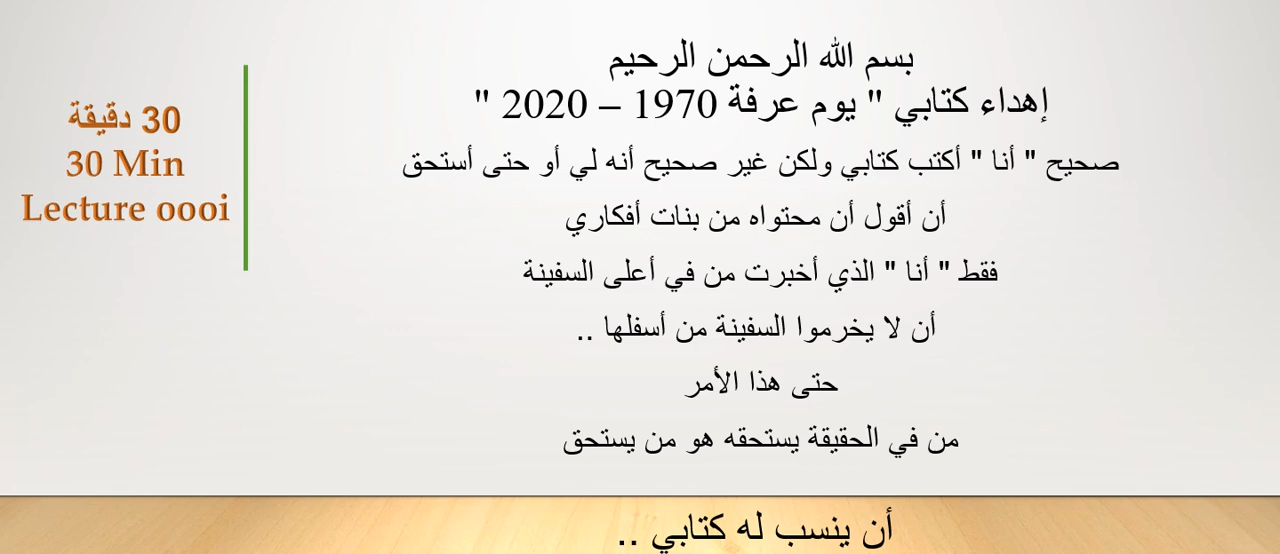 بسم الله الرحمن الرحيم
إهداء كتابي " يوم عرفة 1970 – 2020 "
صحيح " أنا " أكتب كتابي ولكن غير صحيح أنه لي أو حتى أستحق
أن أقول أن محتواه من بنات أفكاري
فقط " أنا " الذي أخبرت من في أعلى السفينة
أن لا يخرموا السفينة من أسفلها ..
حتى هذا الأمر
من في الحقيقة يستحقه هو من يستحق
أن ينسب له كتابي ..
30 دقيقة
30 Min
Lecture oooi